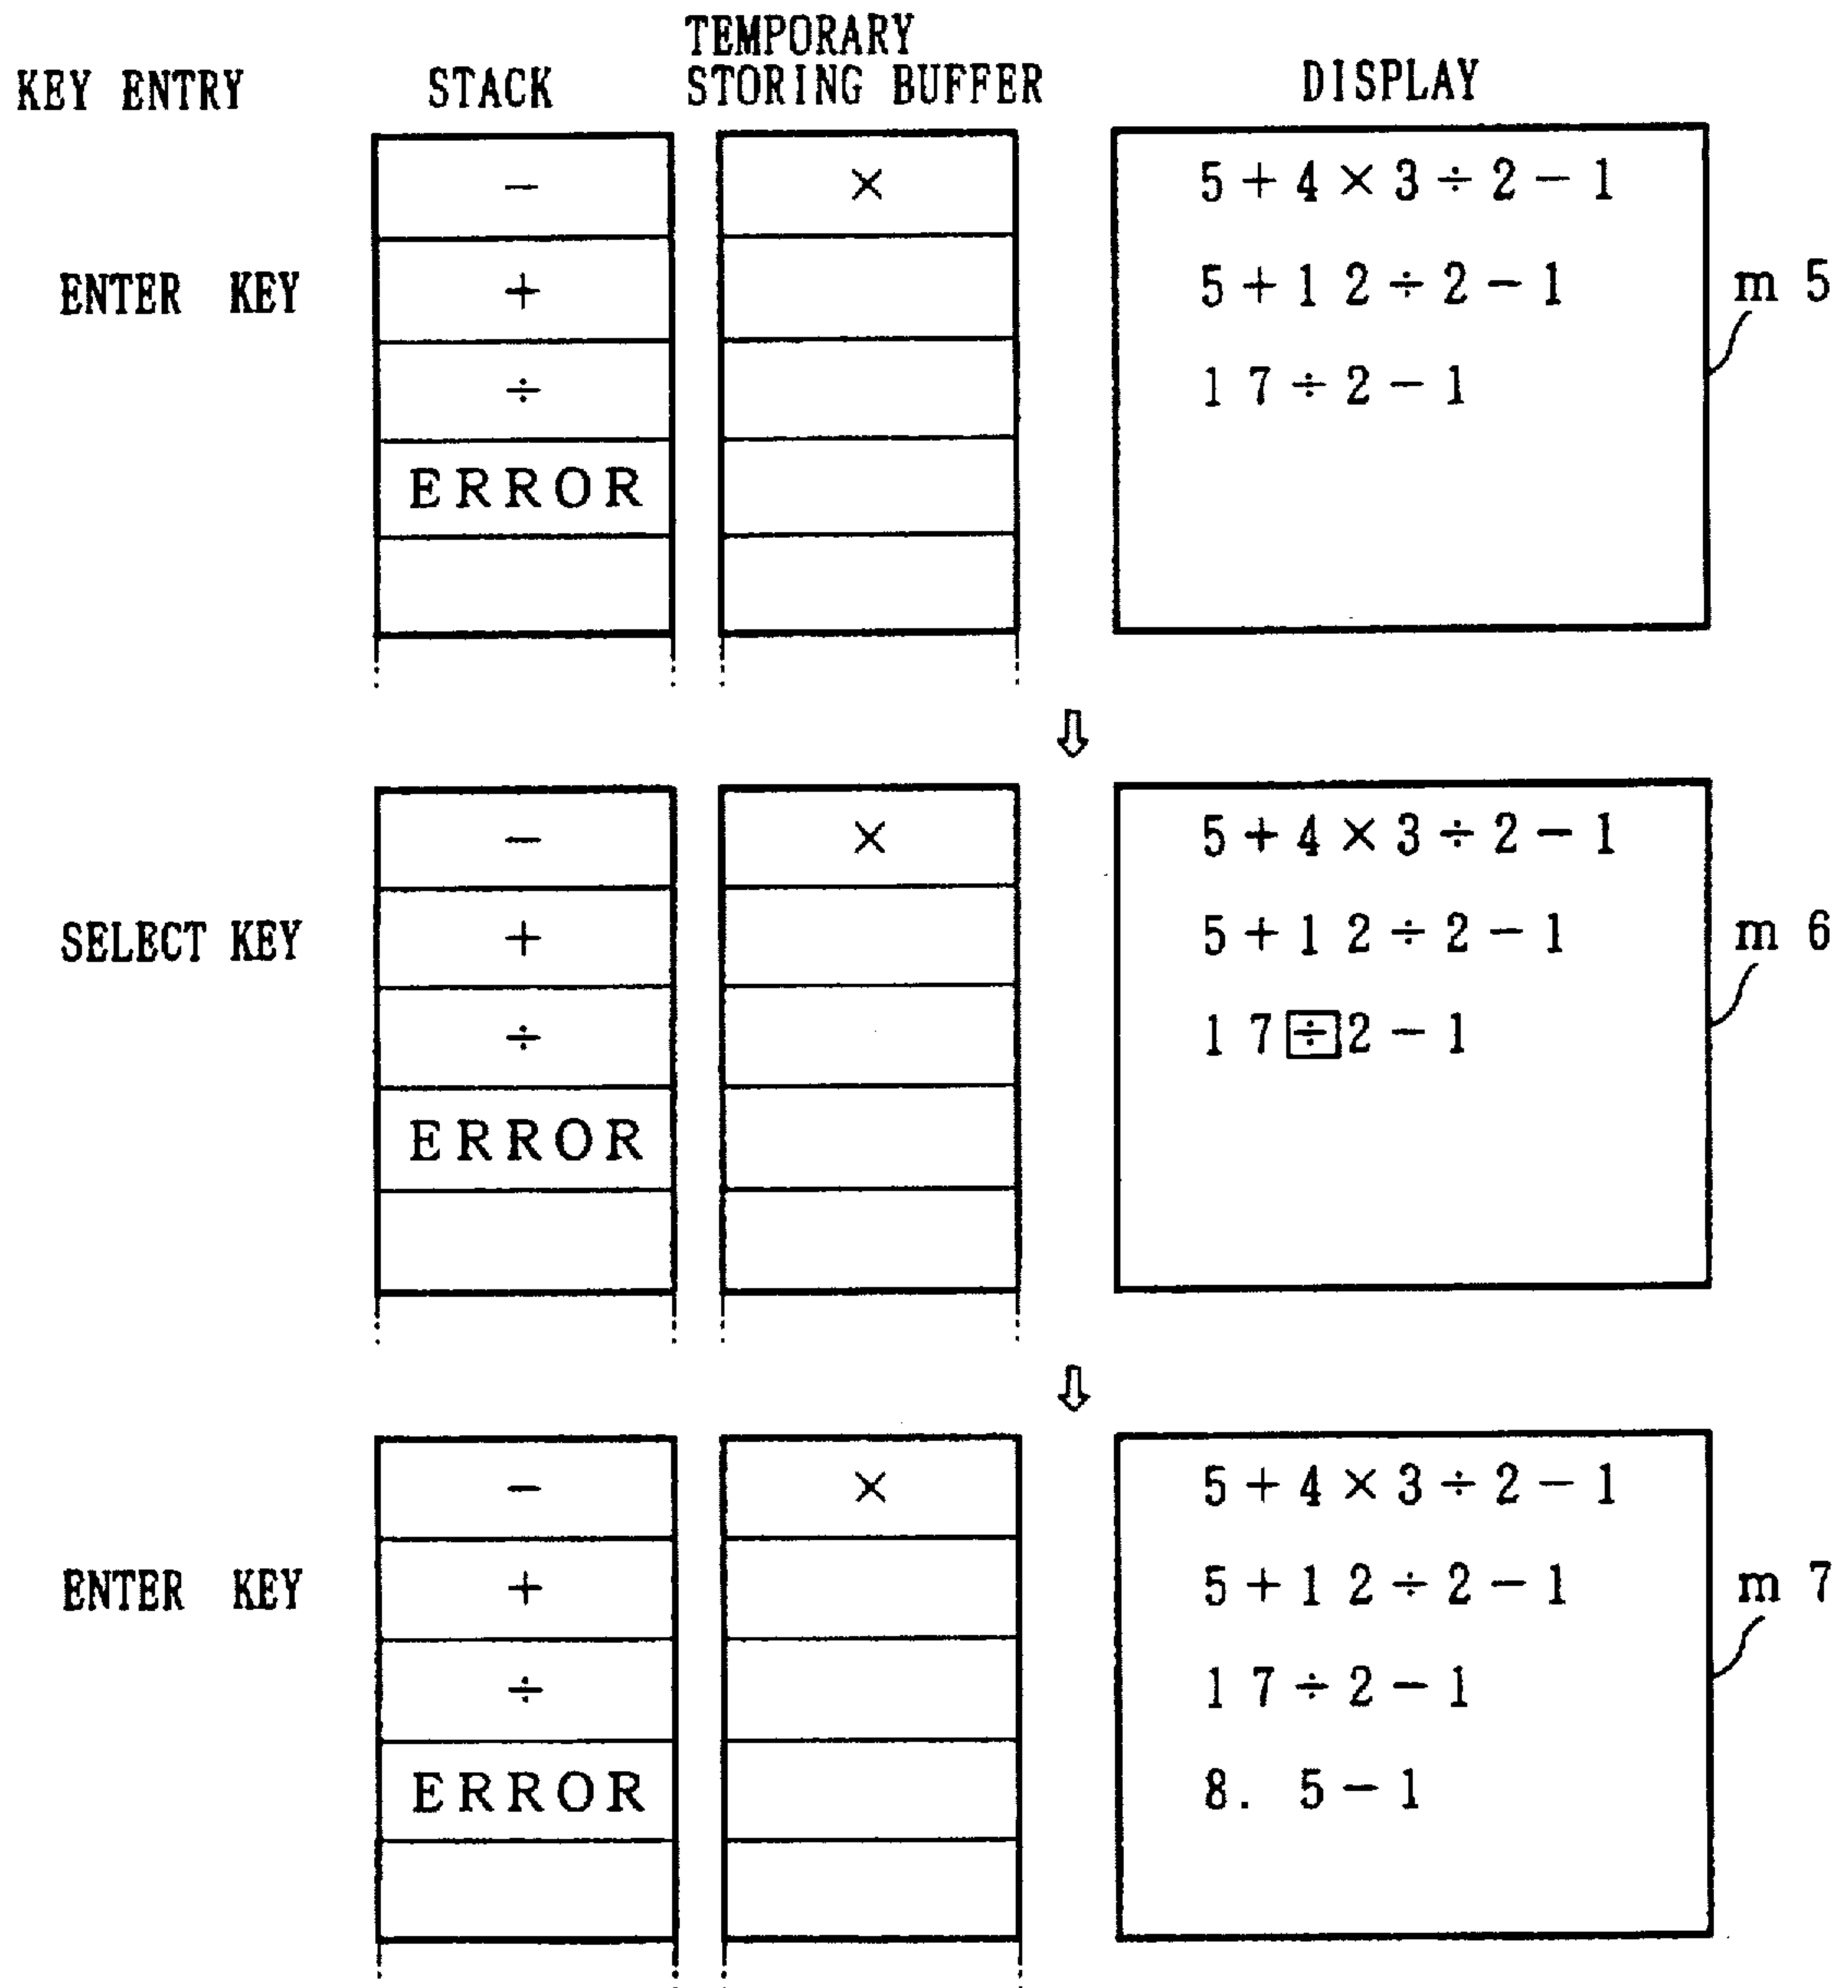 TEMPORARY
KEY ENTRY STACK STORING BUFFER DISPLAY
− × 5 + 4 × 3 ÷ 2 − 1
ENTER KEY + 5 + 1 2 ÷ 2 − 1 m 5
÷ 1 7 ÷ 2 − 1
ERROR
⇩
− × 5 + 4 × 3 ÷ 2 − 1
SELECT KEY + 5 + 1 2 ÷ 2 − 1 m 6
÷ 1 7 ÷ 2 − 1
ERROR
⇩
− × 5 + 4 × 3 ÷ 2 − 1
ENTER KEY + 5 + 1 2 ÷ 2 − 1 m 7
÷ 1 7 ÷ 2 − 1
ERROR 8. 5 − 1